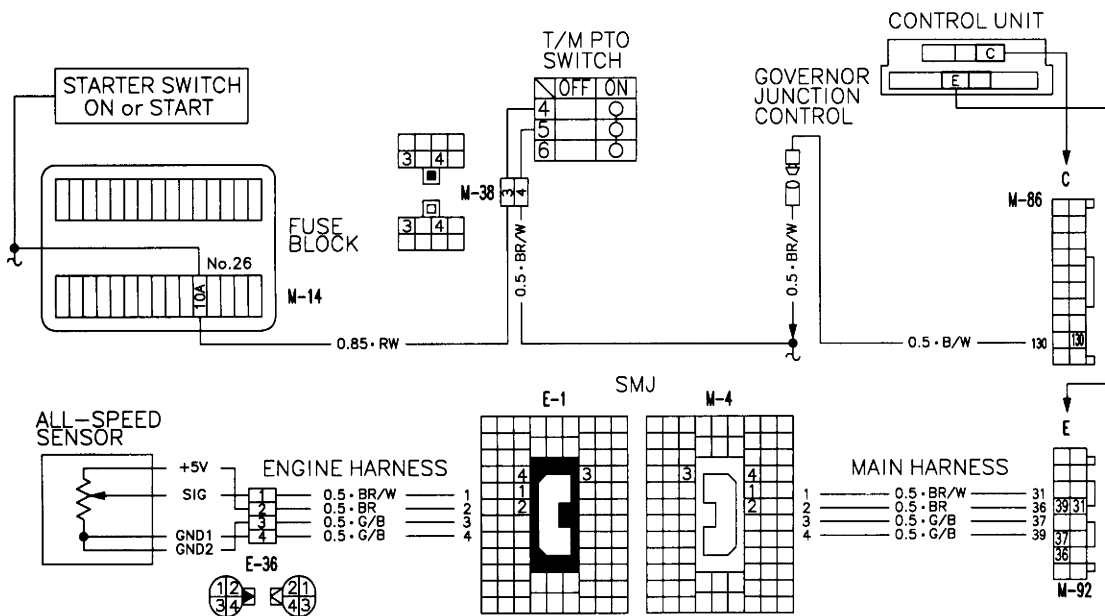 CONTROL UNIT
C
E
T/M PTO
SWITCH
OFF ON
4
5
6
GOVERNOR
JUNCTION
CONTROL
STARTER SWITCH
ON or START
3 4
M-38
3 4
3 4
C
M-86
FUSE
BLOCK
No.26
10A
M-14
0.5・BR/W
0.5・BR/W
0.85・RW
0.5・B/W
130
130
SMJ
E-1
M-4
E
ALL-SPEED
SENSOR
+5V
SIG
GND1
GND2
ENGINE HARNESS
1 0.5・BR/W 1
2 0.5・BR 2
3 0.5・G/B 3
4 0.5・G/B 4
E-36
1 2
3 4
2 1
4 3
4 3
1
2
3 4
1
2
MAIN HARNESS
1 0.5・BR/W 31
2 0.5・BR 36
3 0.5・G/B 37
4 0.5・G/B 39
39 31
37
36
M-92